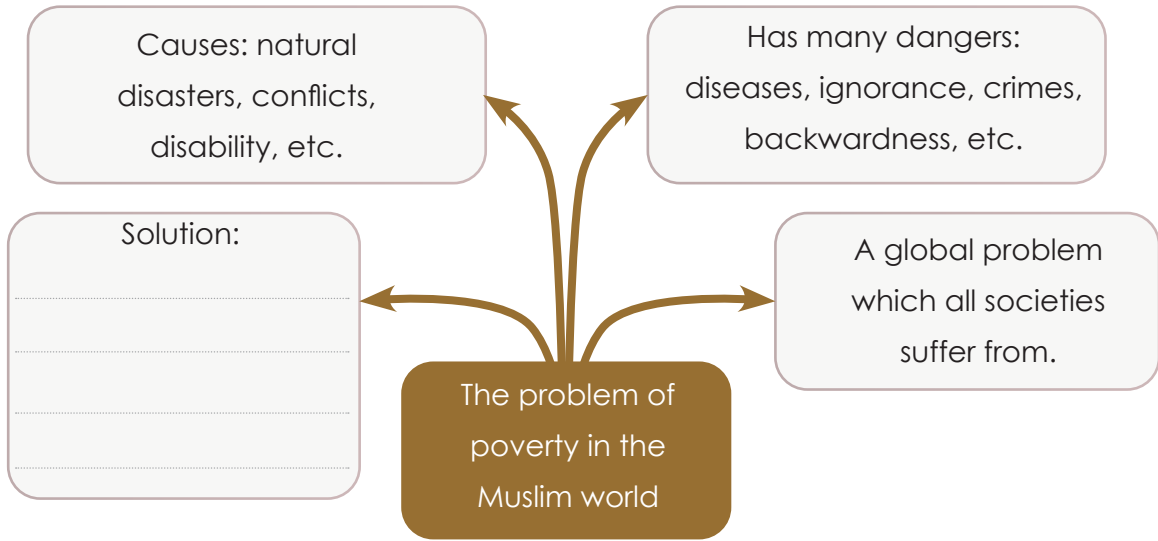 Causes: natural
disasters, conflicts,
disability, etc.
Has many dangers:
diseases, ignorance, crimes,
backwardness, etc.
Solution:
A global problem
which all societies
suffer from.
The problem of
poverty in the
Muslim world